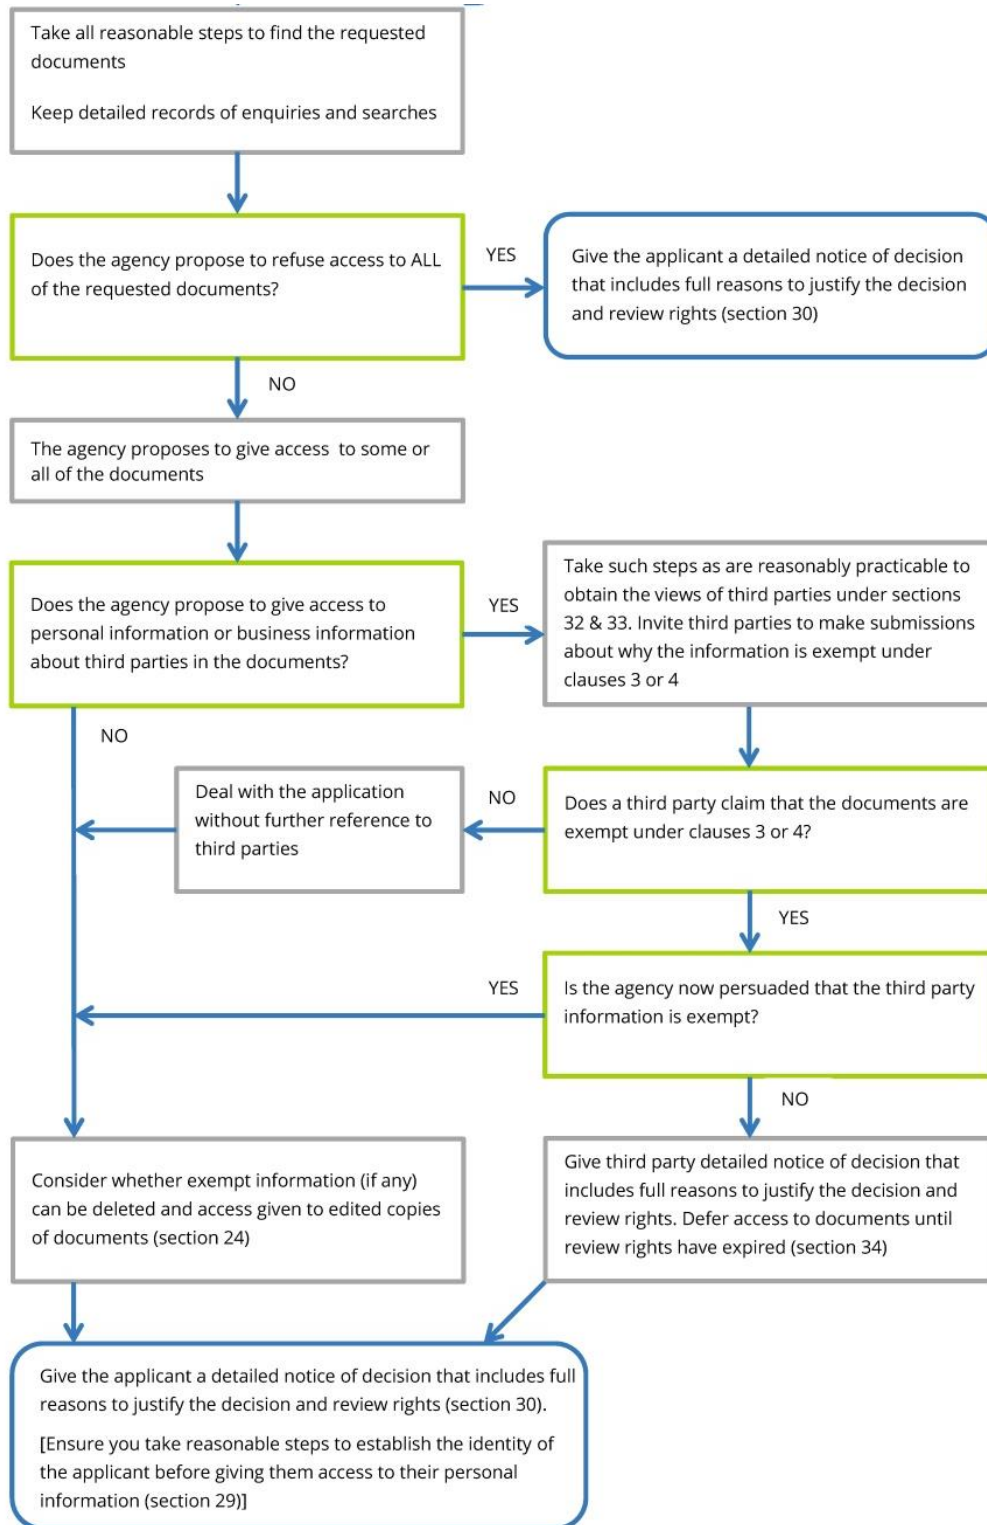 Take all reasonable steps to find the requested
documents
Keep detailed records of enquiries and searches
Does the agency propose to refuse access to ALL
of the requested documents?
YES
Give the applicant a detailed notice of decision
that includes full reasons to justify the decision
and review rights (section 30)
NO
The agency proposes to give access to some or
all of the documents
Does the agency propose to give access to
personal information or business information
about third parties in the documents?
YES
Take such steps as are reasonably practicable to
obtain the views of third parties under sections
32 & 33. Invite third parties to make submissions
about why the information is exempt under
clauses 3 or 4
NO
Deal with the application
without further reference to
third parties
NO
Does a third party claim that the documents are
exempt under clauses 3 or 4?
YES
YES
Is the agency now persuaded that the third party
information is exempt?
NO
Consider whether exempt information (if any)
can be deleted and access given to edited copies
of documents (section 24)
Give third party detailed notice of decision that
includes full reasons to justify the decision and
review rights. Defer access to documents until
review rights have expired (section 34)
Give the applicant a detailed notice of decision that includes full
reasons to justify the decision and review rights (section 30).
[Ensure you take reasonable steps to establish the identity of
the applicant before giving them access to their personal
information (section 29)]